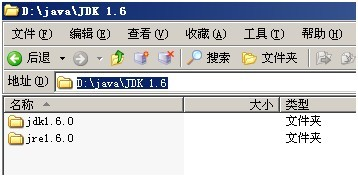 D:\java\JDK 1.6
文件(F) 编辑(E) 查看(V) 收藏(A) 工具(T) 帮助(H)
后退 搜索 文件夹
地址(D) D:\java\JDK 1.6
名称 大小 类型
jdk1.6.0 文件夹
jre1.6.0 文件夹